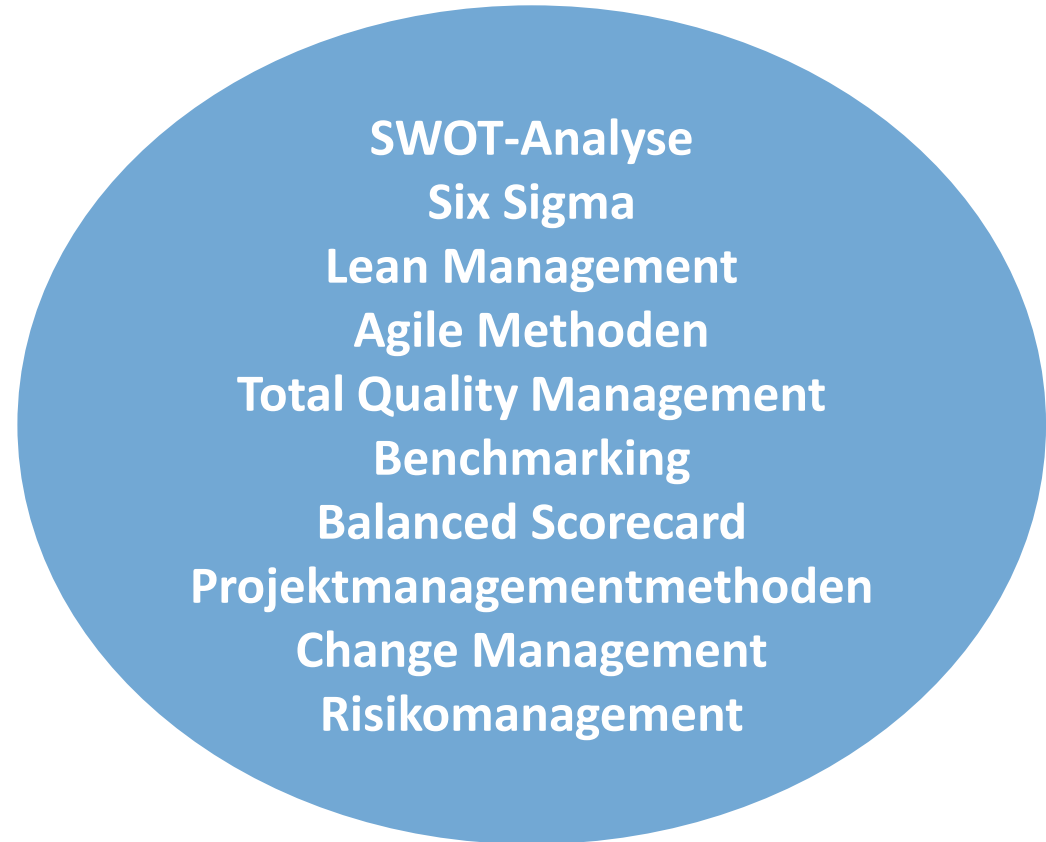 SWOT-Analyse
Six Sigma
Lean Management
Agile Methoden
Total Quality Management
Benchmarking
Balanced Scorecard
Projektmanagementmethoden
Change Management
Risikomanagement